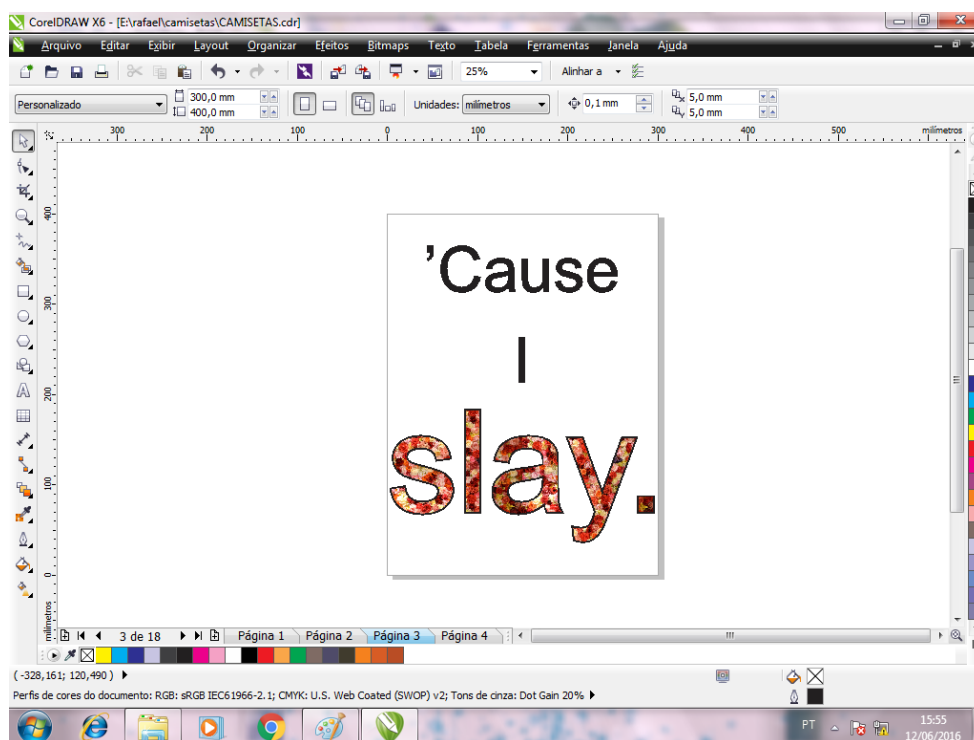 CorelDRAW X6 - [E:\rafael\camisetas\CAMISETAS.cdr]
Arquivo Editar Exibir Layout Organizar Efeitos Bitmaps Texto Tabela Ferramentas Janela Ajuda
25% Alinhar a
Personalizado 300,0 mm 400,0 mm Unidades: milímetros 0,1 mm 5,0 mm 5,0 mm
300 200 100 0 100 200 300 400 500 milímetros
400
300
200
100
0
milímetros
’Cause
I
slay.
3 de 18 Página 1 Página 2 Página 3 Página 4
(-328,161; 120,490 )
Perfis de cores do documento: RGB: sRGB IEC61966-2.1; CMYK: U.S. Web Coated (SWOP) v2; Tons de cinza: Dot Gain 20%
PT 15:55
12/06/2016